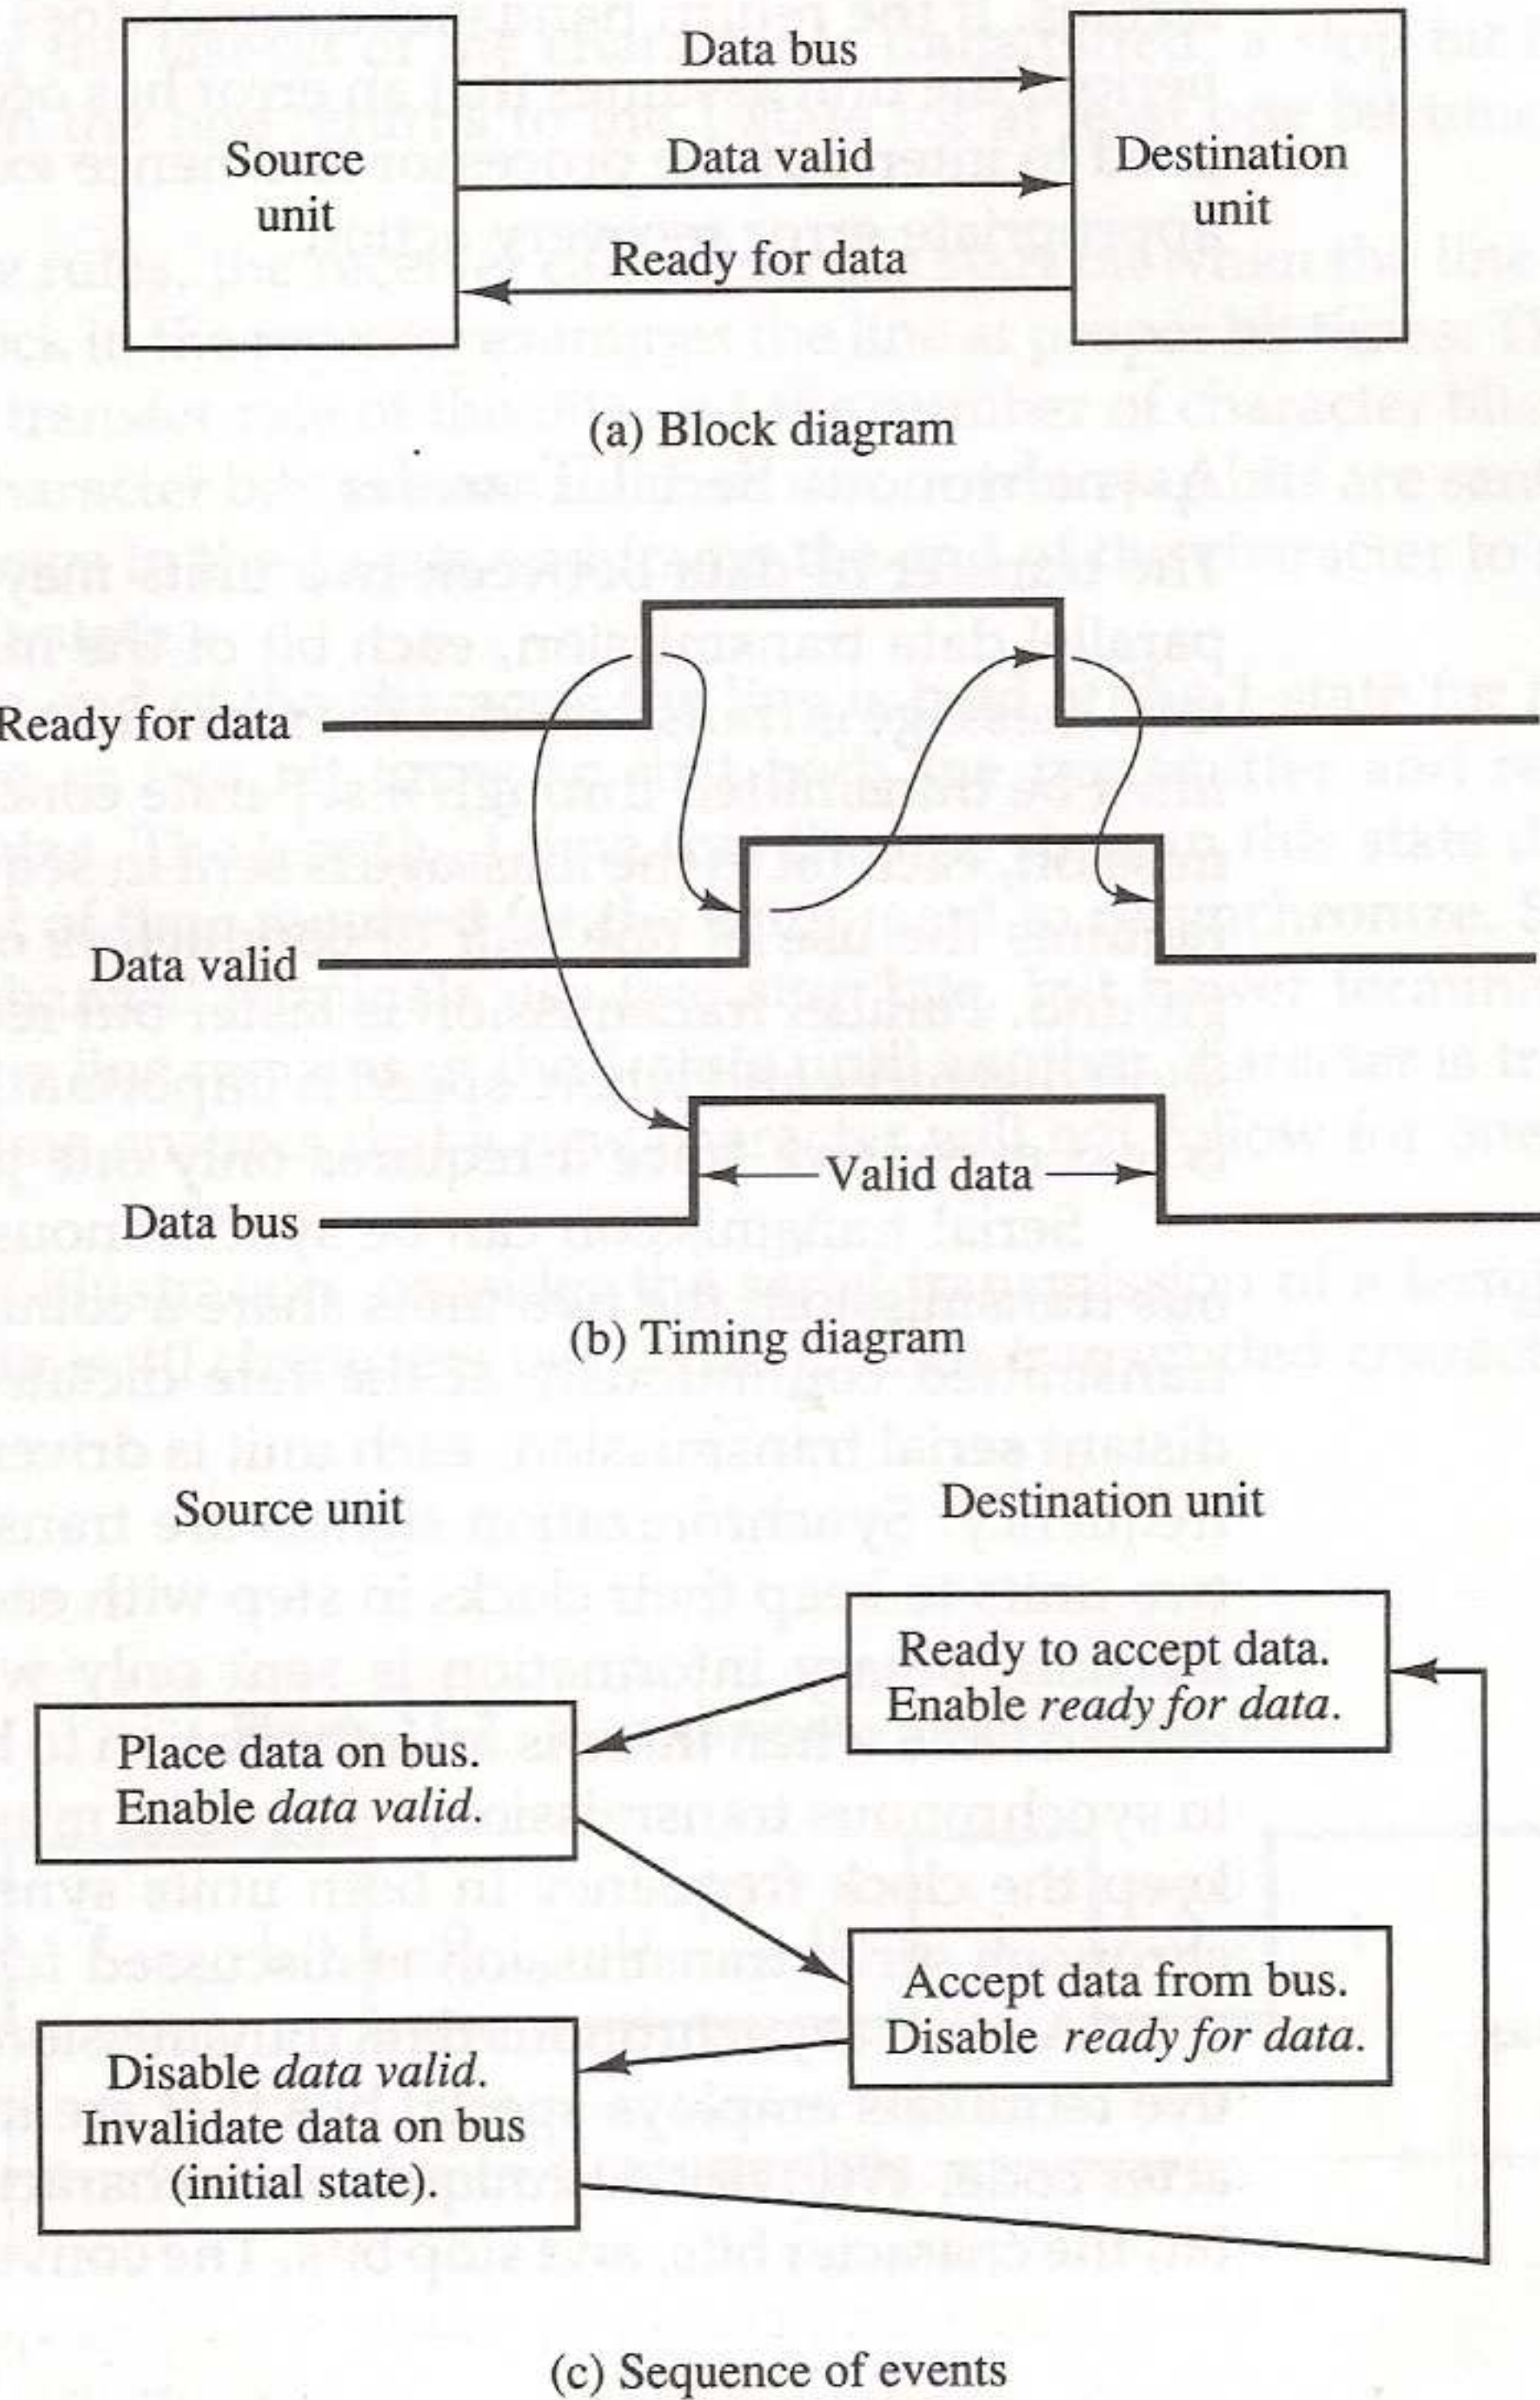 Data bus
Source
unit
Data valid
Destination
unit
Ready for data
(a) Block diagram
Ready for data
Data valid
Valid data
Data bus
(b) Timing diagram
Source unit
Destination unit
Ready to accept data.
Enable ready for data.
Place data on bus.
Enable data valid.
Accept data from bus.
Disable ready for data.
Disable data valid.
Invalidate data on bus
(initial state).
(c) Sequence of events